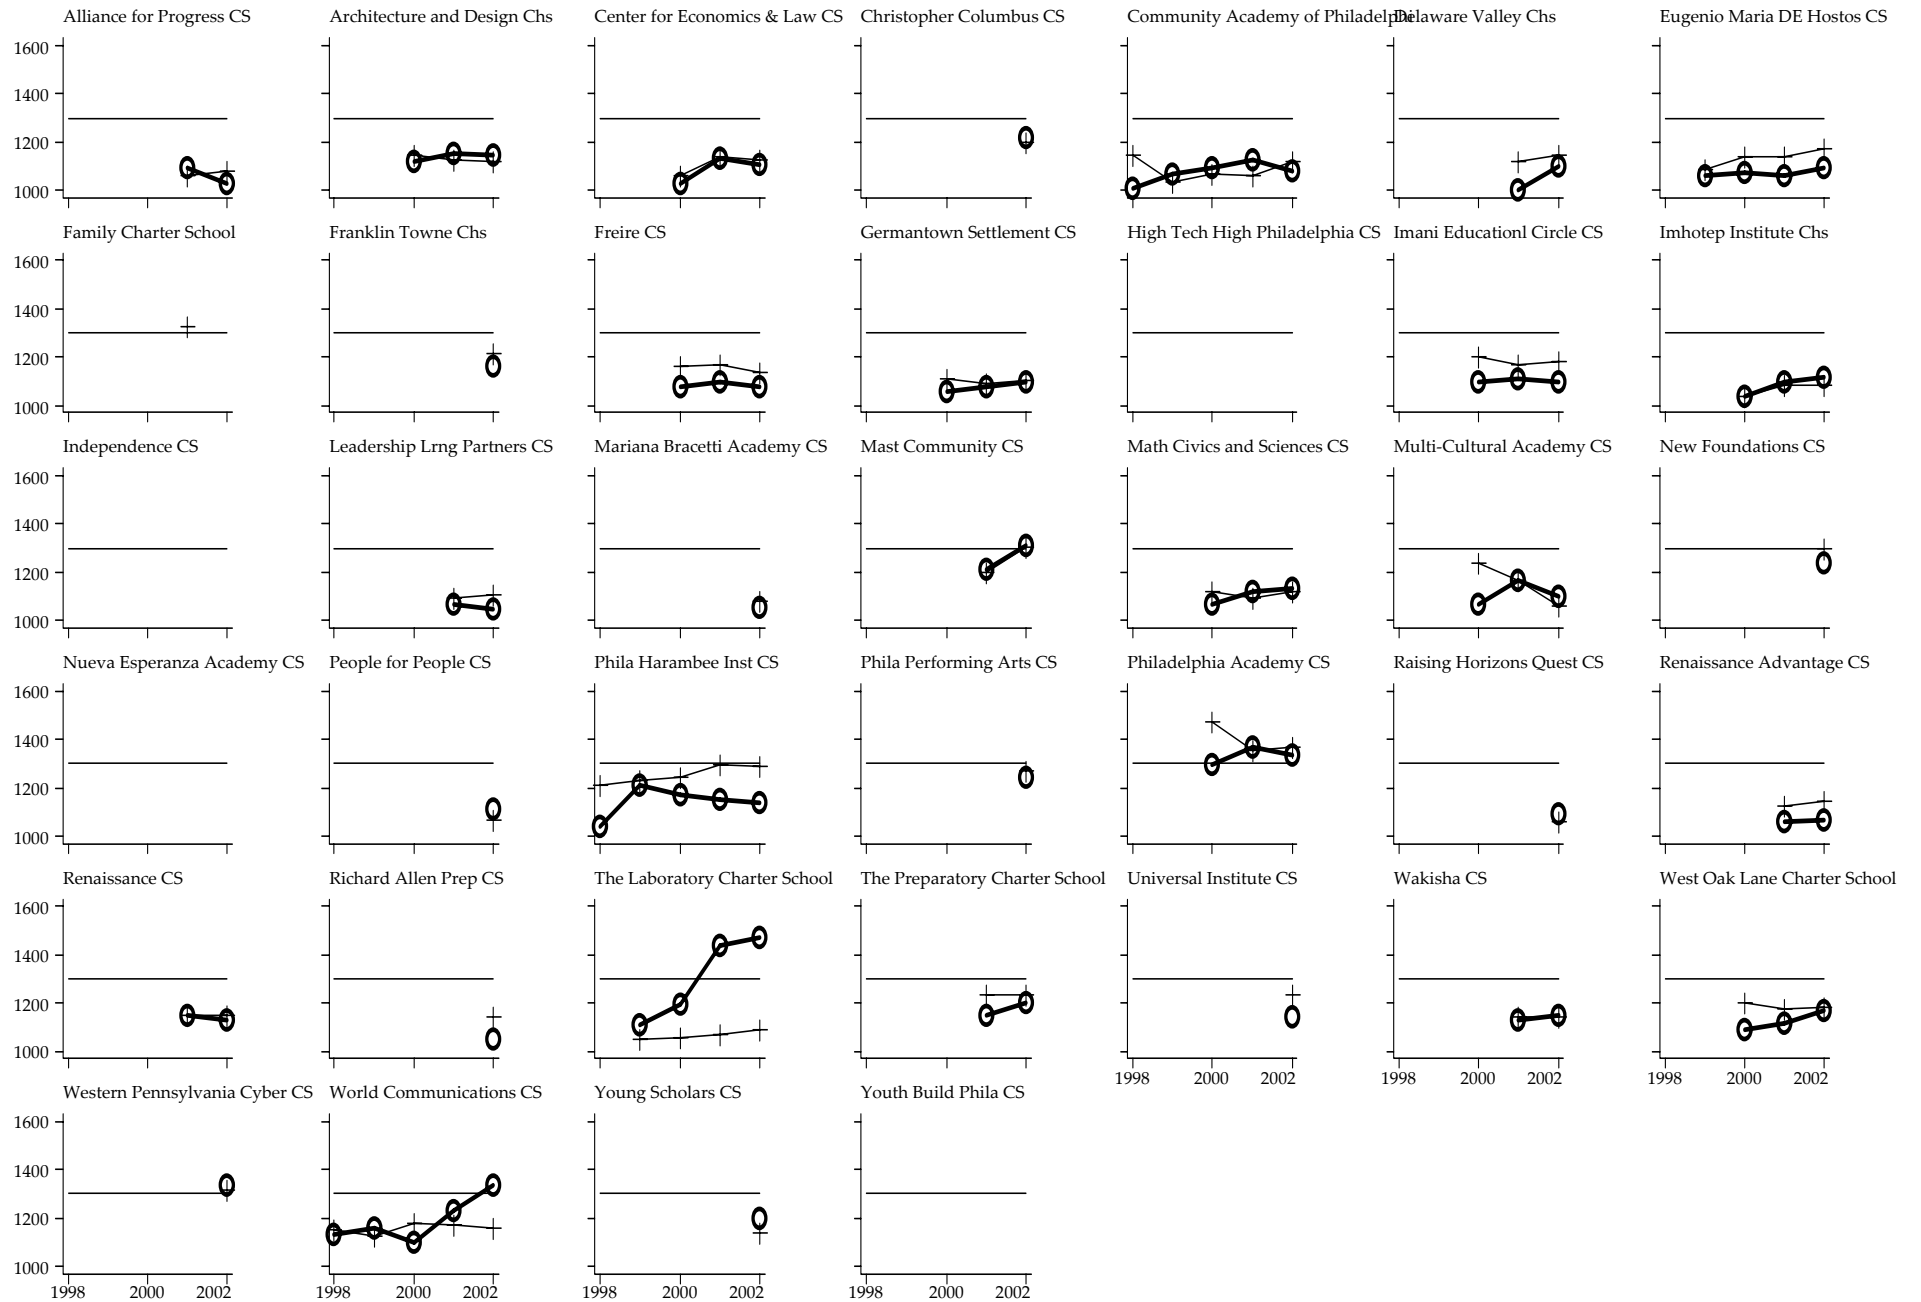 Alliance for Progress CS
Architecture and Design Chs
Center for Economics & Law CS
Christopher Columbus CS
Community Academy of Philadelphi
Delaware Valley Chs
Eugenio Maria DE Hostos CS
1600
1400
1200
1000
Family Charter School
Franklin Towne Chs
Freire CS
Germantown Settlement CS
High Tech High Philadelphia CS
Imani Educationl Circle CS
Imhotep Institute Chs
1600
1400
1200
1000
Independence CS
Leadership Lrng Partners CS
Mariana Bracetti Academy CS
Mast Community CS
Math Civics and Sciences CS
Multi-Cultural Academy CS
New Foundations CS
1600
1400
1200
1000
Nueva Esperanza Academy CS
People for People CS
Phila Harambee Inst CS
Phila Performing Arts CS
Philadelphia Academy CS
Raising Horizons Quest CS
Renaissance Advantage CS
1600
1400
1200
1000
Renaissance CS
Richard Allen Prep CS
The Laboratory Charter School
The Preparatory Charter School
Universal Institute CS
Wakisha CS
West Oak Lane Charter School
1600
1400
1200
1000
1998 2000 2002
1998 2000 2002
1998 2000 2002
Western Pennsylvania Cyber CS
World Communications CS
Young Scholars CS
Youth Build Phila CS
1600
1400
1200
1000
1998 2000 2002
1998 2000 2002
1998 2000 2002
1998 2000 2002